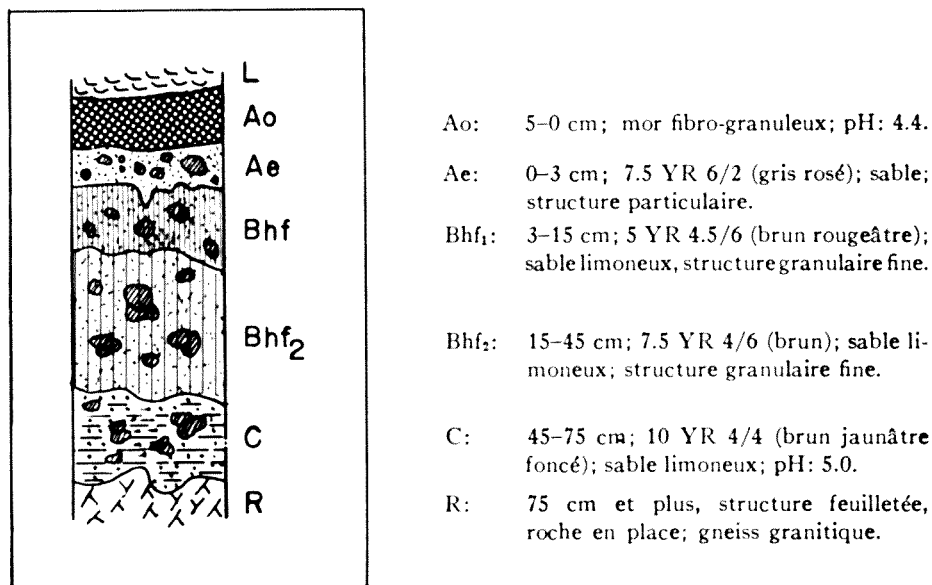 L
Ao
Ae
Bhf
Bhf₂
C
R
Ao: 5–0 cm; mor fibro-granuleux; pH: 4.4.
Ae: 0–3 cm; 7.5 YR 6/2 (gris rosé); sable;
structure particulaire.
Bhf₁: 3–15 cm; 5 YR 4.5/6 (brun rougeâtre);
sable limoneux, structure granulaire fine.
Bhf₂: 15–45 cm; 7.5 YR 4/6 (brun); sable li-
moneux; structure granulaire fine.
C: 45–75 cm; 10 YR 4/4 (brun jaunâtre
foncé); sable limoneux; pH: 5.0.
R: 75 cm et plus, structure feuilletée,
roche en place; gneiss granitique.